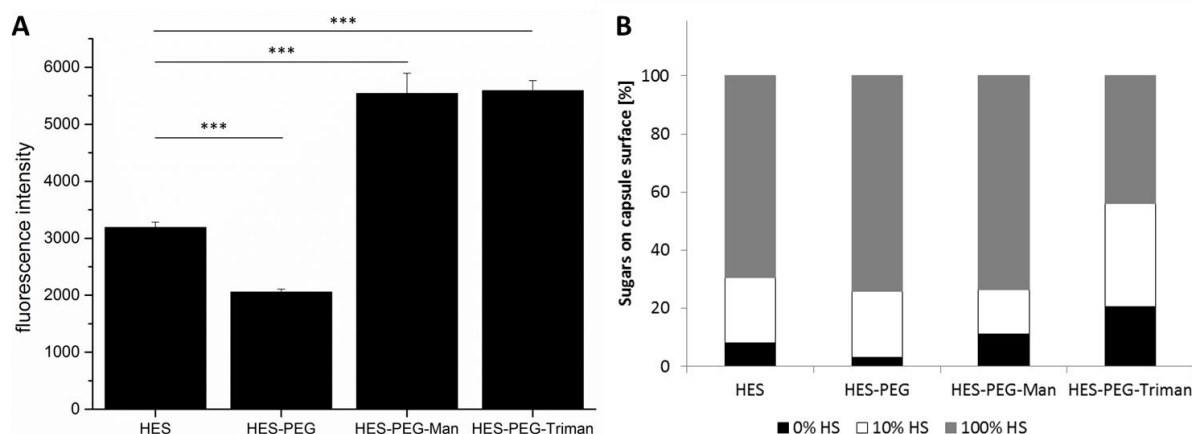 A
fluorescence intensity
6000
5000
4000
3000
2000
1000
0
***
***
***
HES
HES-PEG
HES-PEG-Man
HES-PEG-Triman
B
Sugars on capsule surface [%]
100
80
60
40
20
0
HES
HES-PEG
HES-PEG-Man
HES-PEG-Triman
0% HS
10% HS
100% HS